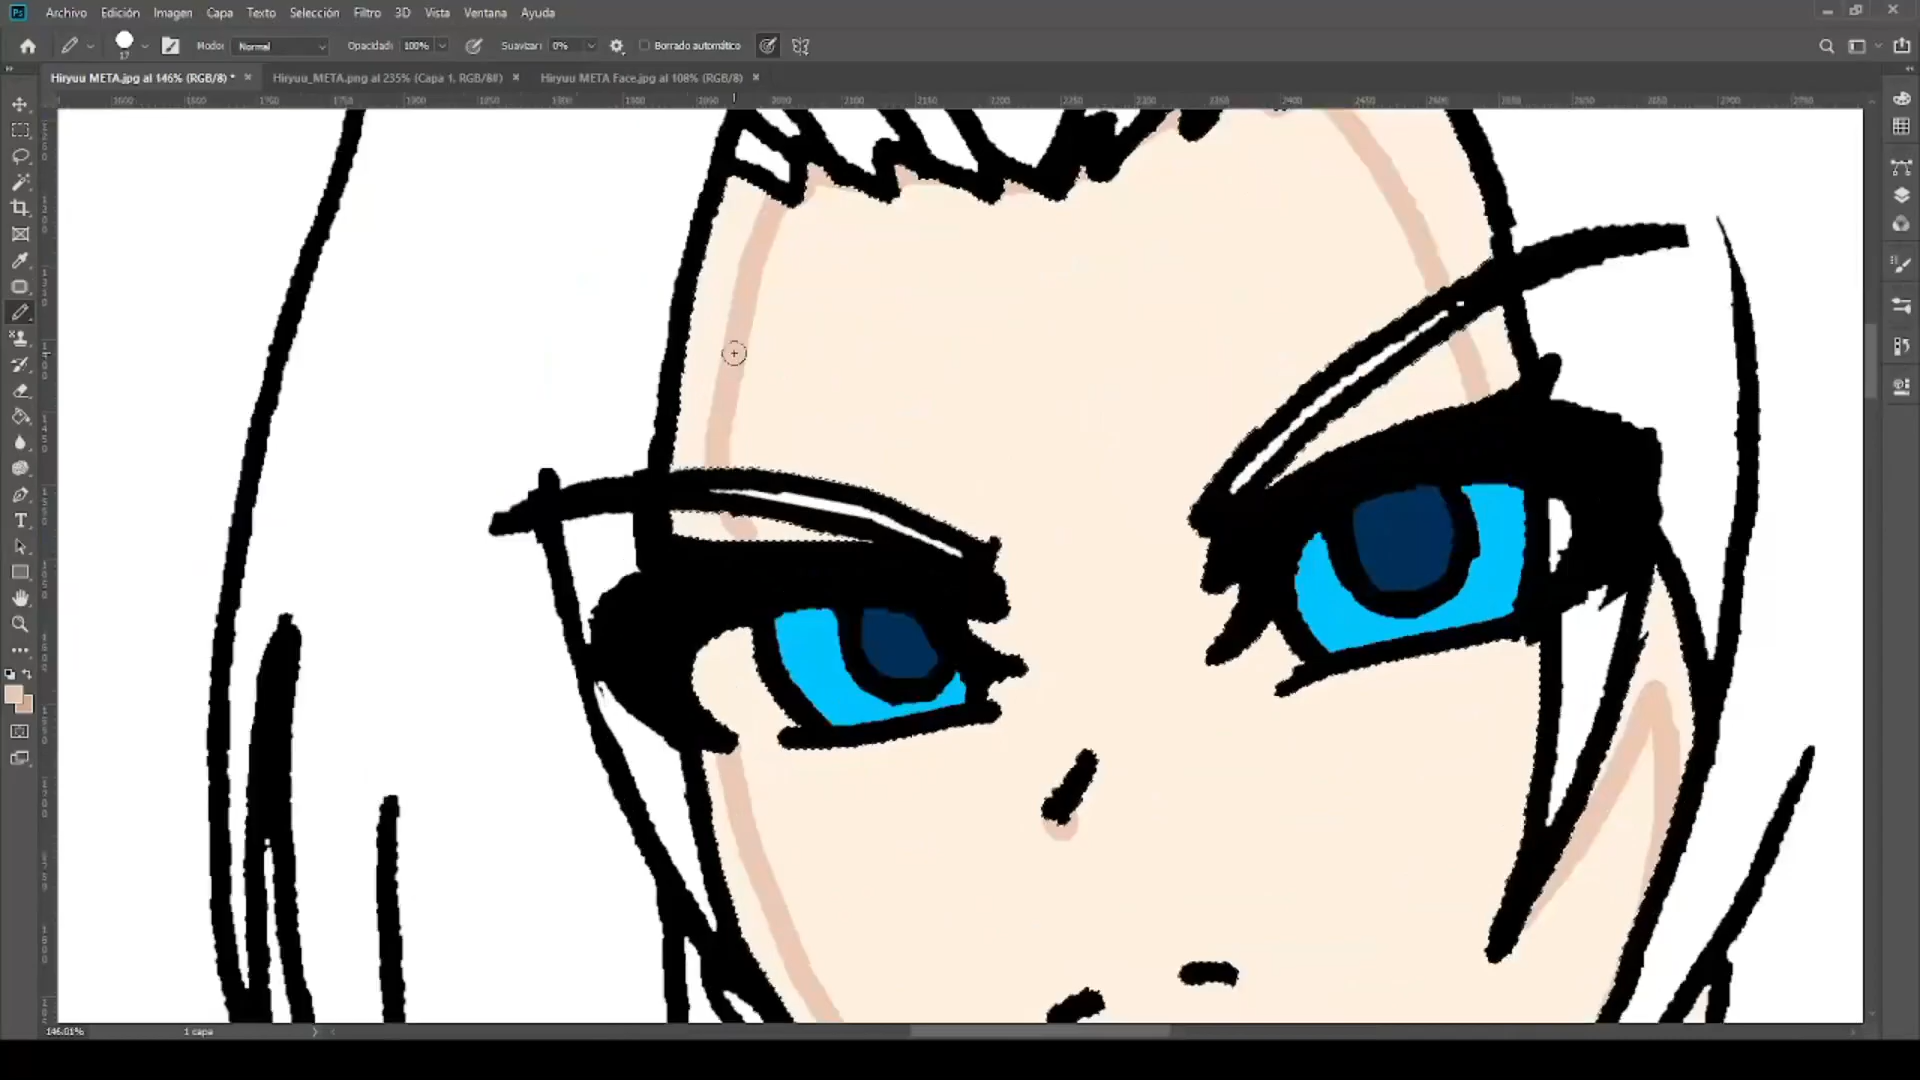 Ps Archivo Edición Imagen Capa Texto Selección Filtro 3D Vista Ventana Ayuda
17 Modo: Normal Opacidad: 100% Suavizar: 0% Borrado automático
Hiryuu META.jpg al 146% (RGB/8) * × Hiryuu_META.png al 235% (Capa 1, RGB/8#) × Hiryuu META Face.jpg al 108% (RGB/8) ×
T
146.01% 1 capa